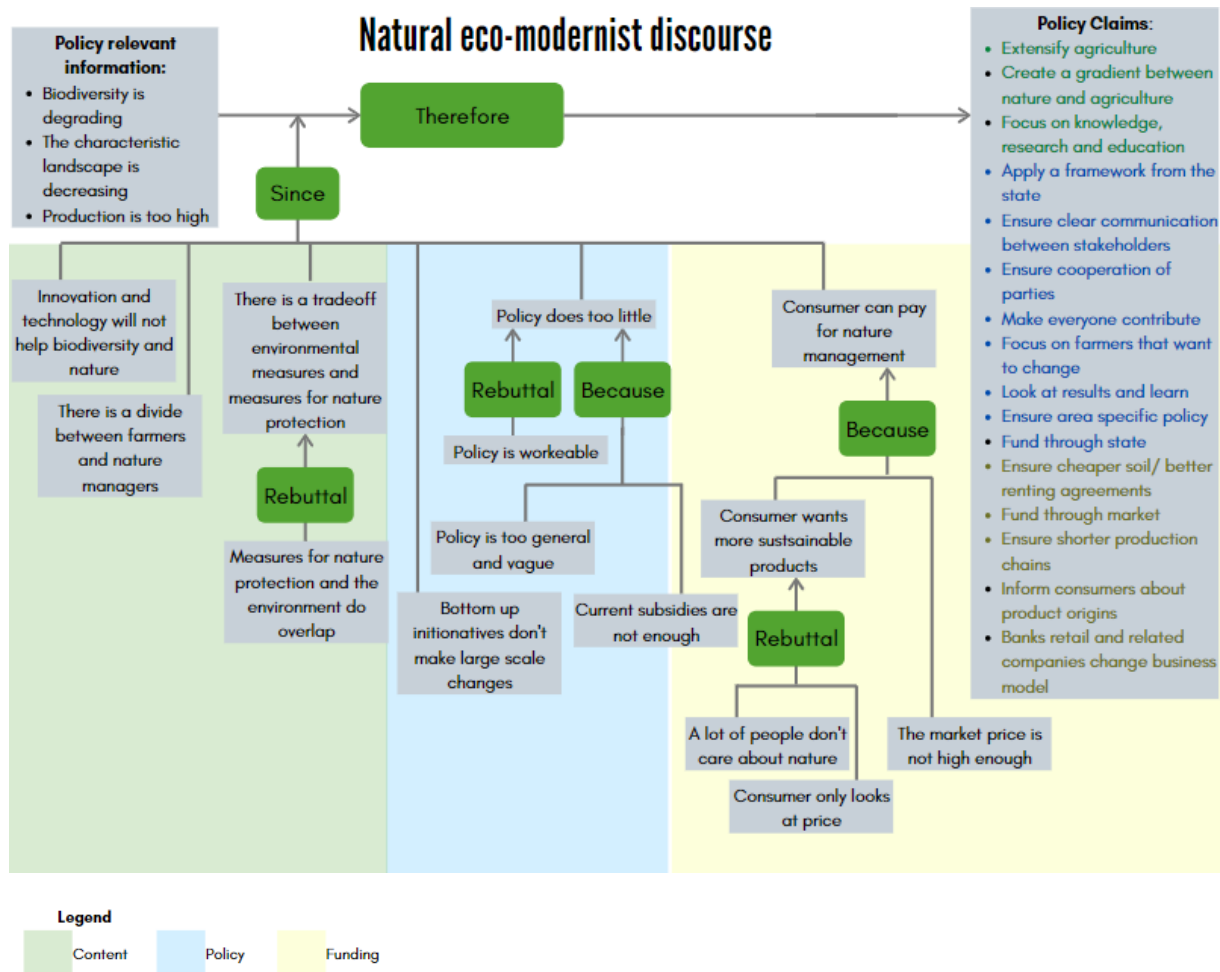 Natural eco-modernist discourse
Policy relevant
information:
• Biodiversity is
degrading
• The characteristic
landscape is
decreasing
• Production is too high
Therefore
Since
Policy Claims:
• Extensify agriculture
• Create a gradient between
nature and agriculture
• Focus on knowledge,
research and education
• Apply a framework from the
state
• Ensure clear communication
between stakeholders
• Ensure cooperation of
parties
• Make everyone contribute
• Focus on farmers that want
to change
• Look at results and learn
• Ensure area specific policy
• Fund through state
• Ensure cheaper soil/ better
renting agreements
• Fund through market
• Ensure shorter production
chains
• Inform consumers about
product origins
• Banks retail and related
companies change business
model
Innovation and
technology will not
help biodiversity and
nature
There is a divide
between farmers
and nature
managers
There is a tradeoff
between
environmental
measures and
measures for nature
protection
Rebuttal
Measures for nature
protection and the
environment do
overlap
Bottom up
initionatives don't
make large scale
changes
Policy does too little
Rebuttal
Policy is workeable
Because
Policy is too general
and vague
Current subsidies are
not enough
Consumer can pay
for nature
management
Because
Consumer wants
more sustsainable
products
Rebuttal
A lot of people don't
care about nature
Consumer only looks
at price
The market price is
not high enough
Legend
Content
Policy
Funding